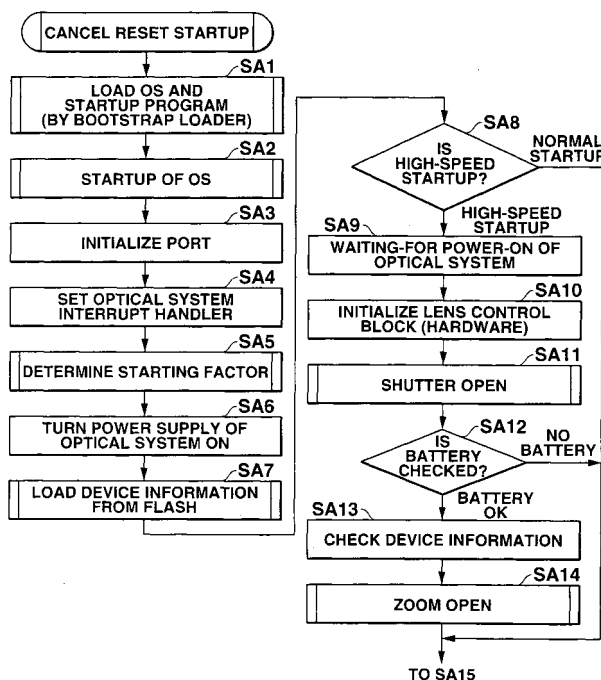 CANCEL RESET STARTUP
SA1
LOAD OS AND
STARTUP PROGRAM
(BY BOOTSTRAP LOADER)
SA2
STARTUP OF OS
SA3
INITIALIZE PORT
SA4
SET OPTICAL SYSTEM
INTERRUPT HANDLER
SA5
DETERMINE STARTING FACTOR
SA6
TURN POWER SUPPLY OF
OPTICAL SYSTEM ON
SA7
LOAD DEVICE INFORMATION
FROM FLASH
SA8
IS
HIGH-SPEED
STARTUP?
NORMAL
STARTUP
HIGH-SPEED
STARTUP
SA9
WAITING-FOR POWER-ON OF
OPTICAL SYSTEM
SA10
INITIALIZE LENS CONTROL
BLOCK (HARDWARE)
SA11
SHUTTER OPEN
SA12
IS
BATTERY
CHECKED?
NO
BATTERY
BATTERY
OK
SA13
CHECK DEVICE INFORMATION
SA14
ZOOM OPEN
TO SA15